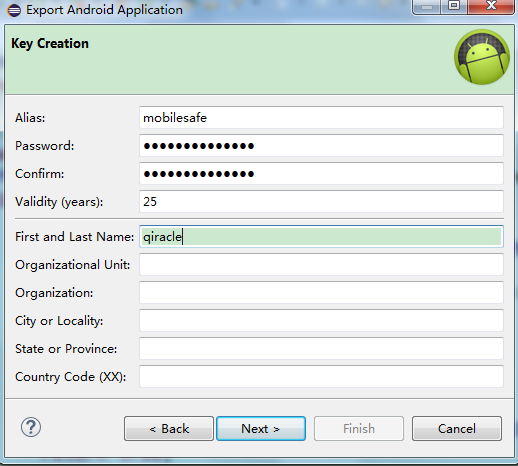 Export Android Application
Key Creation
Alias: mobilesafe
Password: ●●●●●●●●●●●●●●
Confirm: ●●●●●●●●●●●●●●
Validity (years): 25
First and Last Name: qiracle
Organizational Unit:
Organization:
City or Locality:
State or Province:
Country Code (XX):
? < Back Next > Finish Cancel